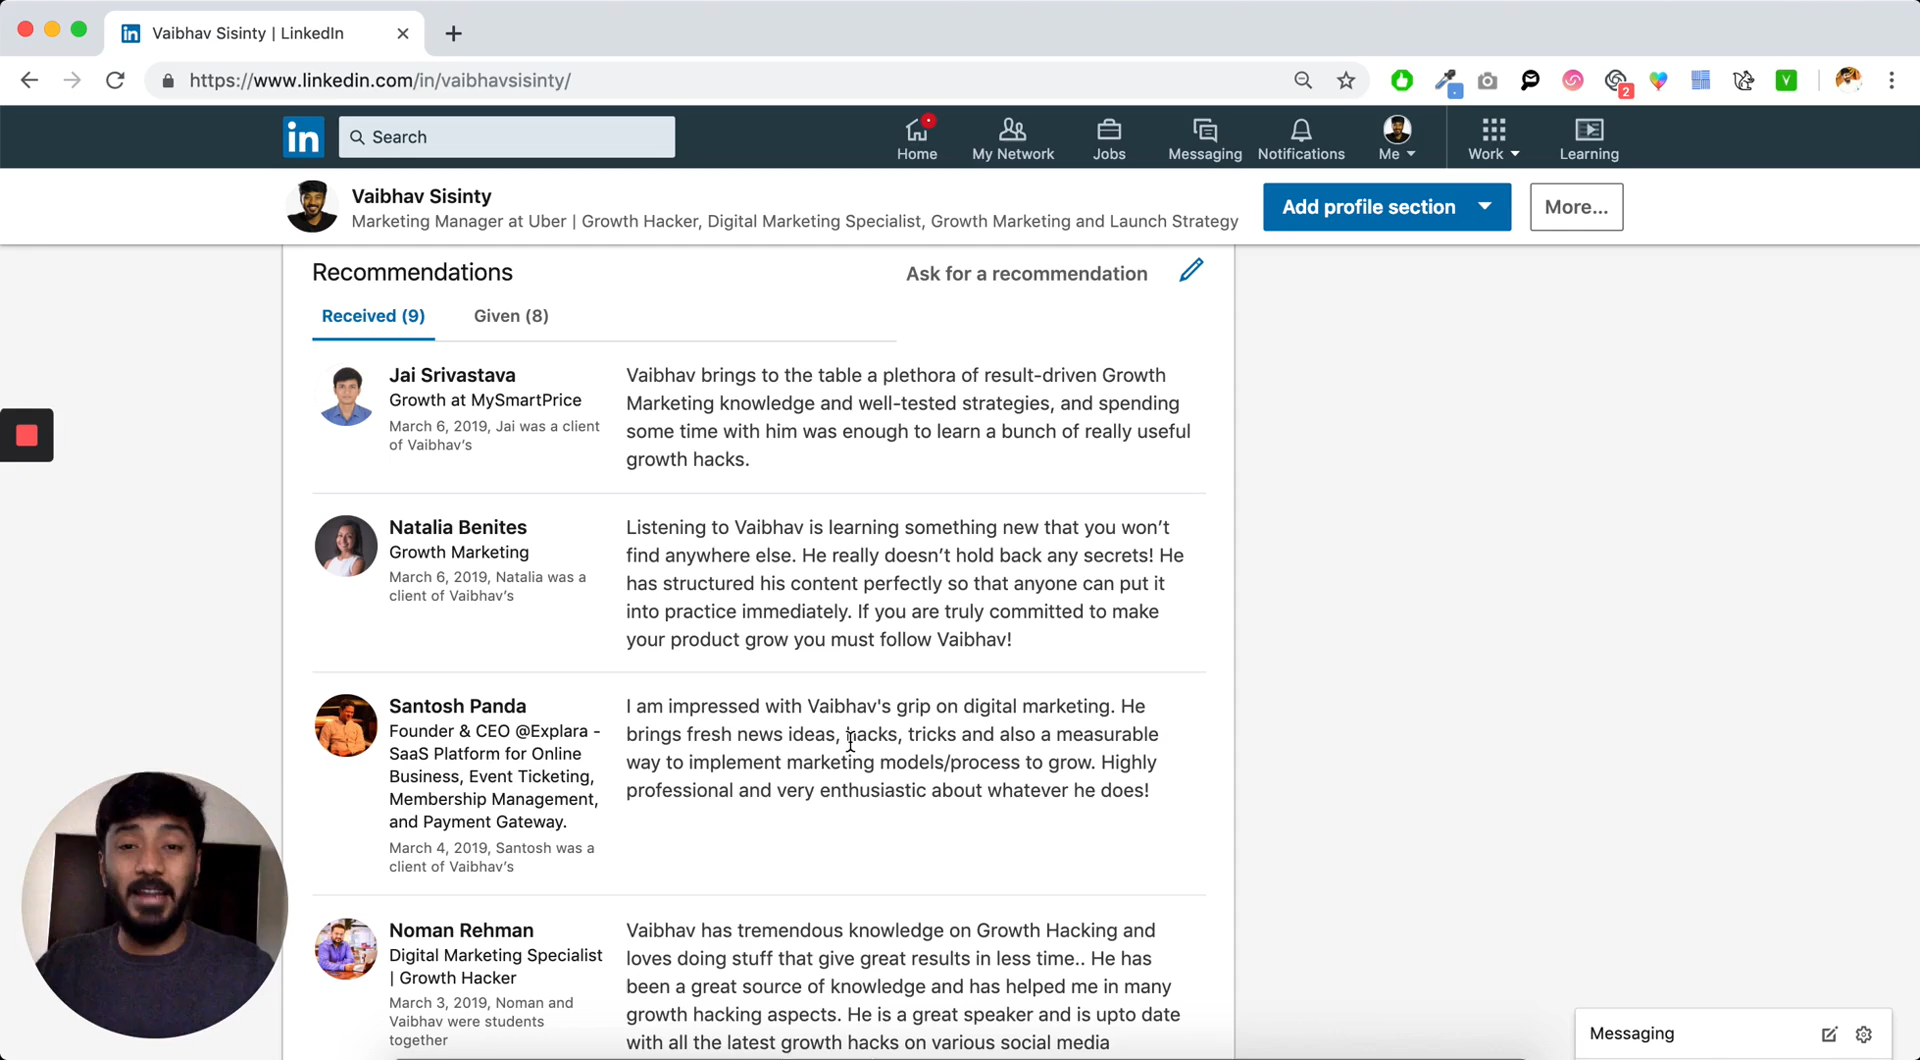 Vaibhav Sisinty | LinkedIn
https://www.linkedin.com/in/vaibhavsisinty/
2
V
in
Search
Home
My Network
Jobs
Messaging
Notifications
Me
Work
Learning
Vaibhav Sisinty
Marketing Manager at Uber | Growth Hacker, Digital Marketing Specialist, Growth Marketing and Launch Strategy
Add profile section
More...
Recommendations
Ask for a recommendation
Received (9)
Given (8)
Jai Srivastava
Growth at MySmartPrice
March 6, 2019, Jai was a client
of Vaibhav’s
Vaibhav brings to the table a plethora of result-driven Growth
Marketing knowledge and well-tested strategies, and spending
some time with him was enough to learn a bunch of really useful
growth hacks.
Natalia Benites
Growth Marketing
March 6, 2019, Natalia was a
client of Vaibhav’s
Listening to Vaibhav is learning something new that you won’t
find anywhere else. He really doesn’t hold back any secrets! He
has structured his content perfectly so that anyone can put it
into practice immediately. If you are truly committed to make
your product grow you must follow Vaibhav!
Santosh Panda
Founder & CEO @Explara -
SaaS Platform for Online
Business, Event Ticketing,
Membership Management,
and Payment Gateway.
March 4, 2019, Santosh was a
client of Vaibhav’s
I am impressed with Vaibhav's grip on digital marketing. He
brings fresh news ideas, hacks, tricks and also a measurable
way to implement marketing models/process to grow. Highly
professional and very enthusiastic about whatever he does!
Noman Rehman
Digital Marketing Specialist
| Growth Hacker
March 3, 2019, Noman and
Vaibhav were students
together
Vaibhav has tremendous knowledge on Growth Hacking and
loves doing stuff that give great results in less time.. He has
been a great source of knowledge and has helped me in many
growth hacking aspects. He is a great speaker and is upto date
with all the latest growth hacks on various social media
Messaging